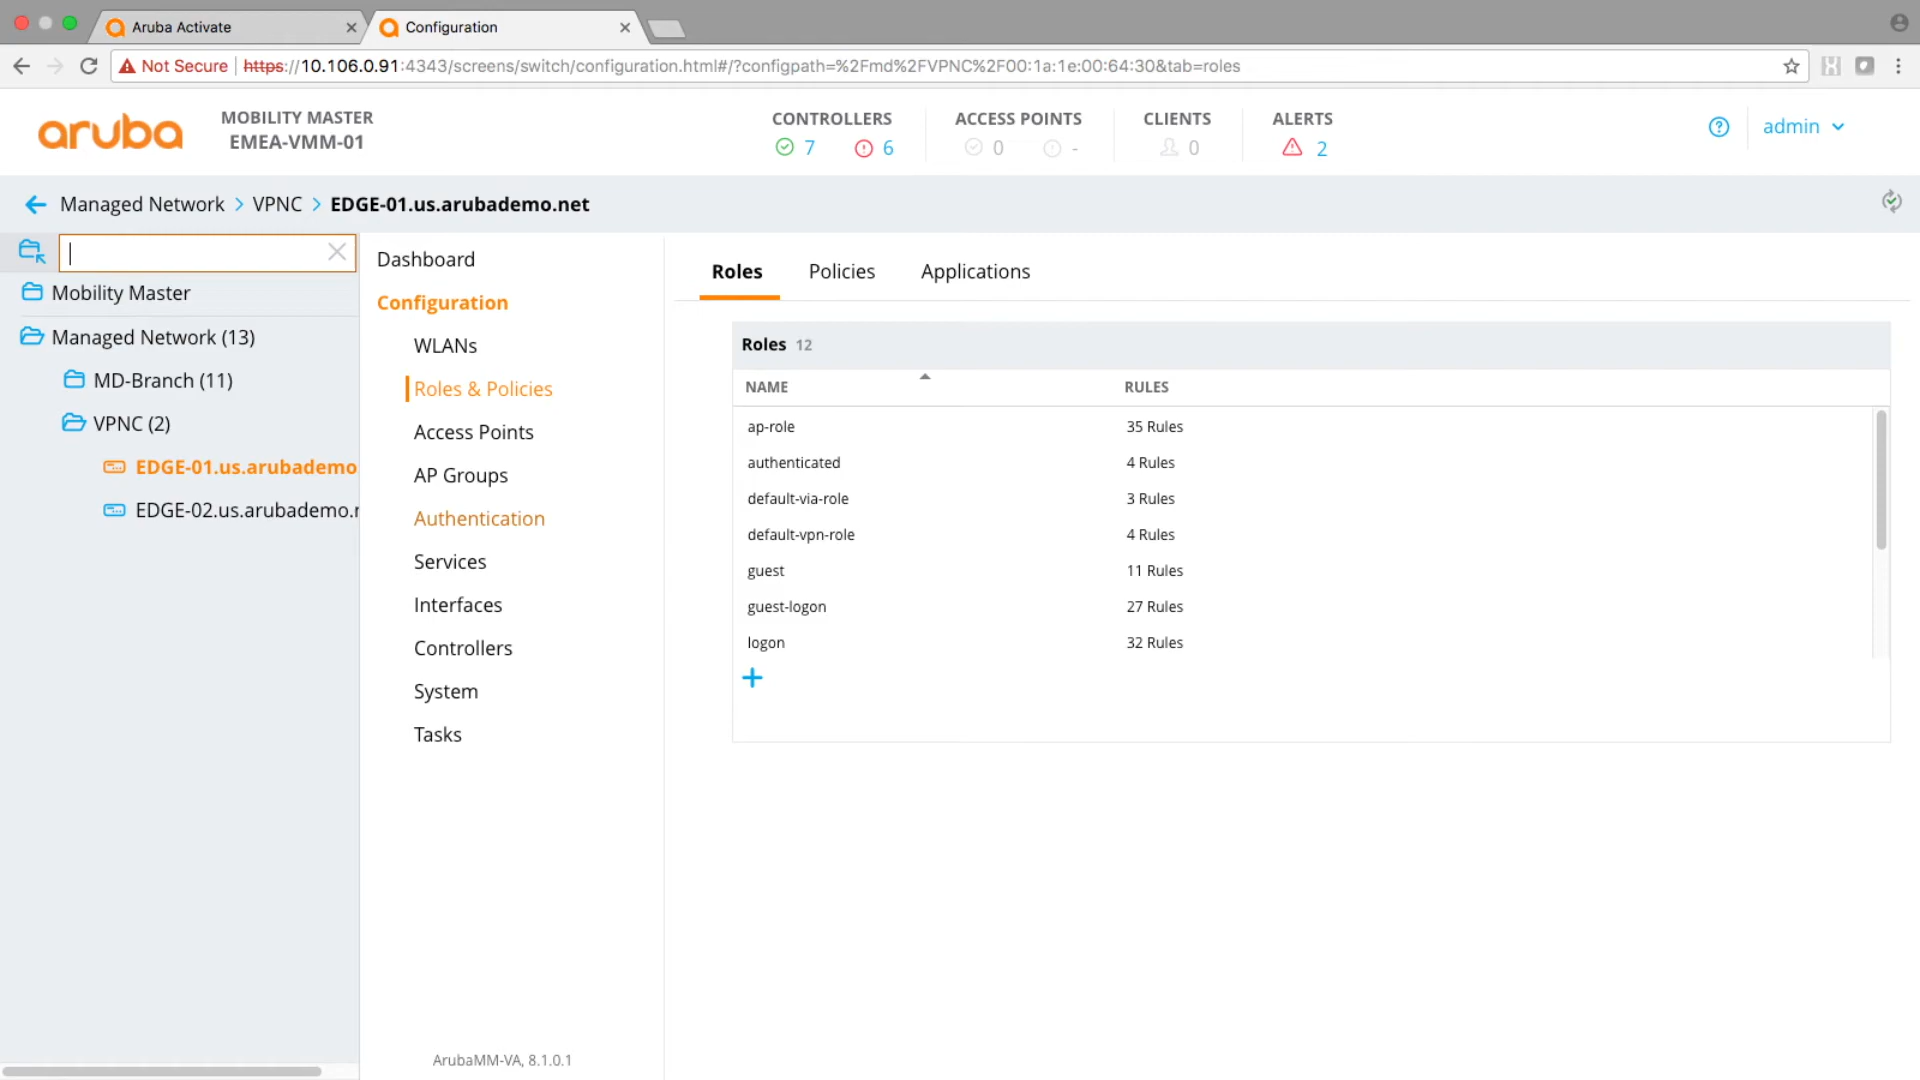 Aruba Activate
Configuration
Not Secure https://10.106.0.91:4343/screens/switch/configuration.html#/?configpath=%2Fmd%2FVPNC%2F00:1a:1e:00:64:30&tab=roles
aruba
MOBILITY MASTER
EMEA-VMM-01
CONTROLLERS
7 6
ACCESS POINTS
0 -
CLIENTS
0
ALERTS
2
admin
Managed Network > VPNC > EDGE-01.us.arubademo.net
Mobility Master
Managed Network (13)
MD-Branch (11)
VPNC (2)
EDGE-01.us.arubademo
EDGE-02.us.arubademo.r
Dashboard
Configuration
WLANs
Roles & Policies
Access Points
AP Groups
Authentication
Services
Interfaces
Controllers
System
Tasks
ArubaMM-VA, 8.1.0.1
Roles Policies Applications
Roles 12
NAME RULES
ap-role 35 Rules
authenticated 4 Rules
default-via-role 3 Rules
default-vpn-role 4 Rules
guest 11 Rules
guest-logon 27 Rules
logon 32 Rules